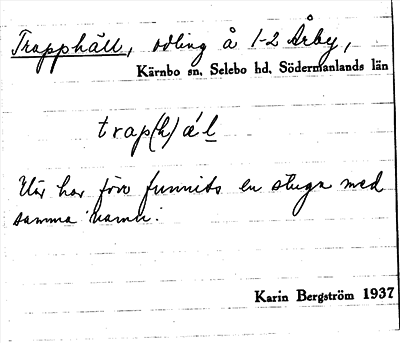 Trapphäll, odling å 1-2 Årby,
Kärnbo sn, Selebo hd, Södermanlands län
trap(h)äl
Här har förr funnits en stuga med
samma namn.
Karin Bergström 1937